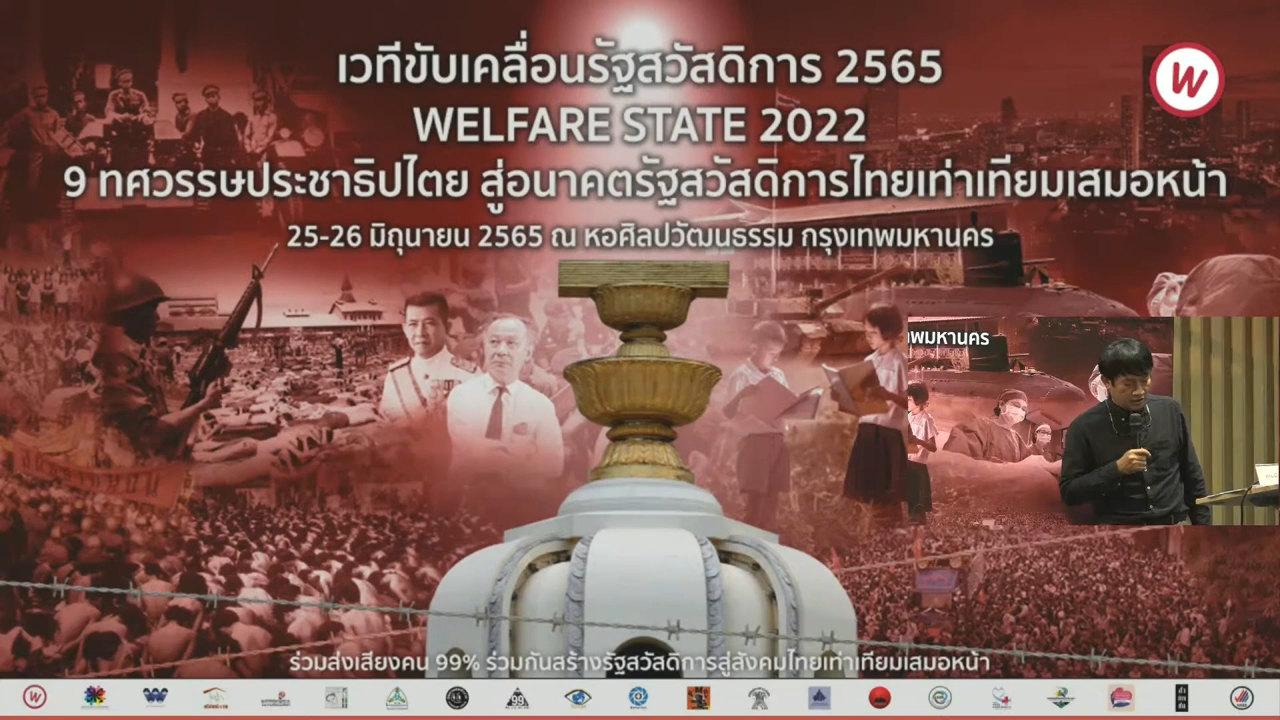 เวทีขับเคลื่อนรัฐสวัสดิการ 2565
WELFARE STATE 2022
9 ทศวรรษประชาธิปไตย สู่อนาคตรัฐสวัสดิการไทยเท่าเทียมเสมอหน้า
25-26 มิถุนายน 2565 ณ หอศิลปวัฒนธรรม กรุงเทพมหานคร
W
ทพมหานคร
ร่วมส่งเสียงคน 99% ร่วมกันสร้างรัฐสวัสดิการสู่สังคมไทยเท่าเทียมเสมอหน้า
W
99